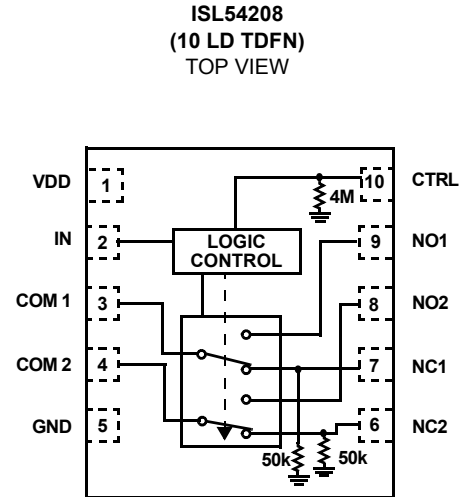 ISL54208
(10 LD TDFN)
TOP VIEW
VDD 1 10 CTRL
4M
IN 2 LOGIC CONTROL 9 NO1
COM 1 3 8 NO2
COM 2 4 7 NC1
GND 5 6 NC2
50k 50k